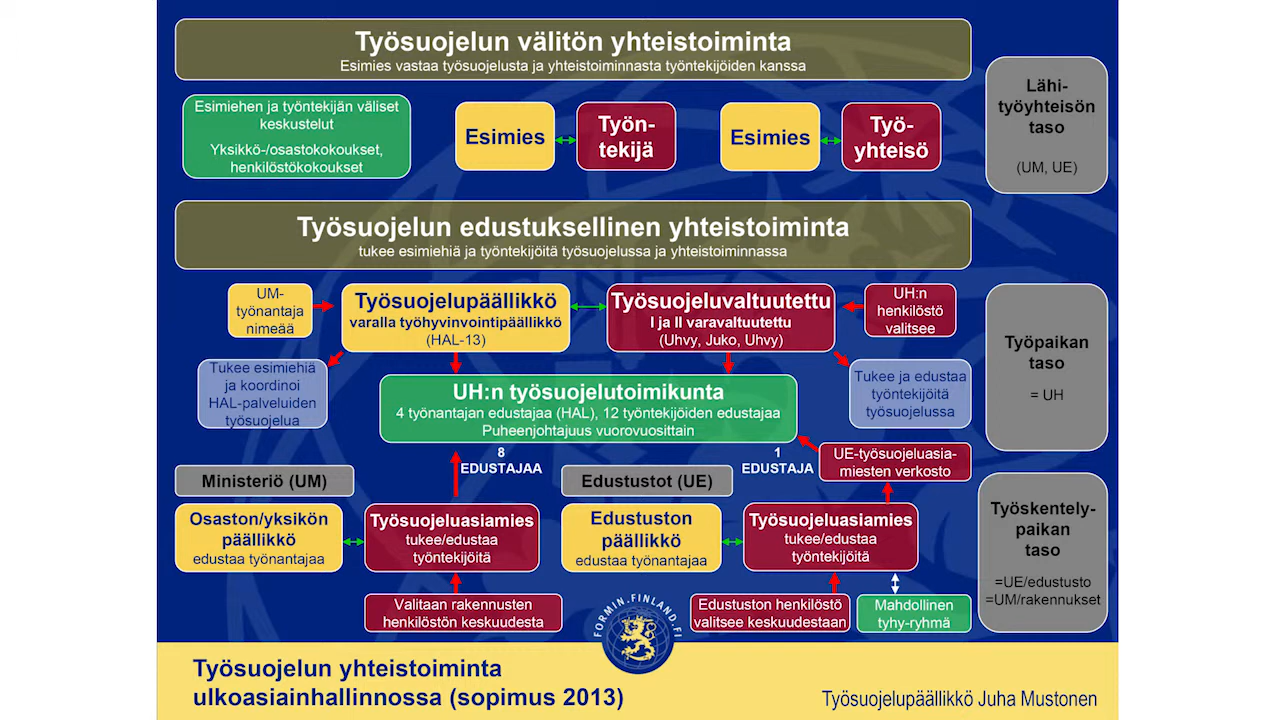 Työsuojelun välitön yhteistoiminta
Esimies vastaa työsuojelusta ja yhteistoiminnasta työntekijöiden kanssa
Esimiehen ja työntekijän väliset
keskustelut
Yksikkö-/osastokokoukset,
henkilöstökokoukset
Esimies
Työn-
tekijä
Esimies
Työ-
yhteisö
Lähi-
työyhteisön
taso
(UM, UE)
Työsuojelun edustuksellinen yhteistoiminta
tukee esimiehiä ja työntekijöitä työsuojelussa ja yhteistoiminnassa
UM-
työnantaja
nimeää
Työsuojelupäällikkö
varalla työhyvinvointipäällikkö
(HAL-13)
Työsuojeluvaltuutettu
I ja II varavaltuutettu
(Uhvy, Juko, Uhvy)
UH:n
henkilöstö
valitsee
Työpaikan
taso
= UH
Tukee esimiehiä
ja koordinoi
HAL-palveluiden
työsuojelua
UH:n työsuojelutoimikunta
4 työnantajan edustajaa (HAL), 12 työntekijöiden edustajaa
Puheenjohtajuus vuorovuosittain
Tukee ja edustaa
työntekijöitä
työsuojelussa
8
EDUSTAJAA
1
EDUSTAJA
UE-työsuojeluasia-
miesten verkosto
Ministeriö (UM)
Edustustot (UE)
Osaston/yksikön
päällikkö
edustaa työnantajaa
Työsuojeluasiamies
tukee/edustaa
työntekijöitä
Edustuston
päällikkö
edustaa työnantajaa
Työsuojeluasiamies
tukee/edustaa
työntekijöitä
Työskentely-
paikan
taso
=UE/edustusto
=UM/rakennukset
Valitaan rakennusten
henkilöstön keskuudesta
Edustuston henkilöstö
valitsee keskuudestaan
Mahdollinen
tyhy-ryhmä
FORMIN.FINLAND.FI
Työsuojelun yhteistoiminta
ulkoasiainhallinnossa (sopimus 2013)
Työsuojelupäällikkö Juha Mustonen